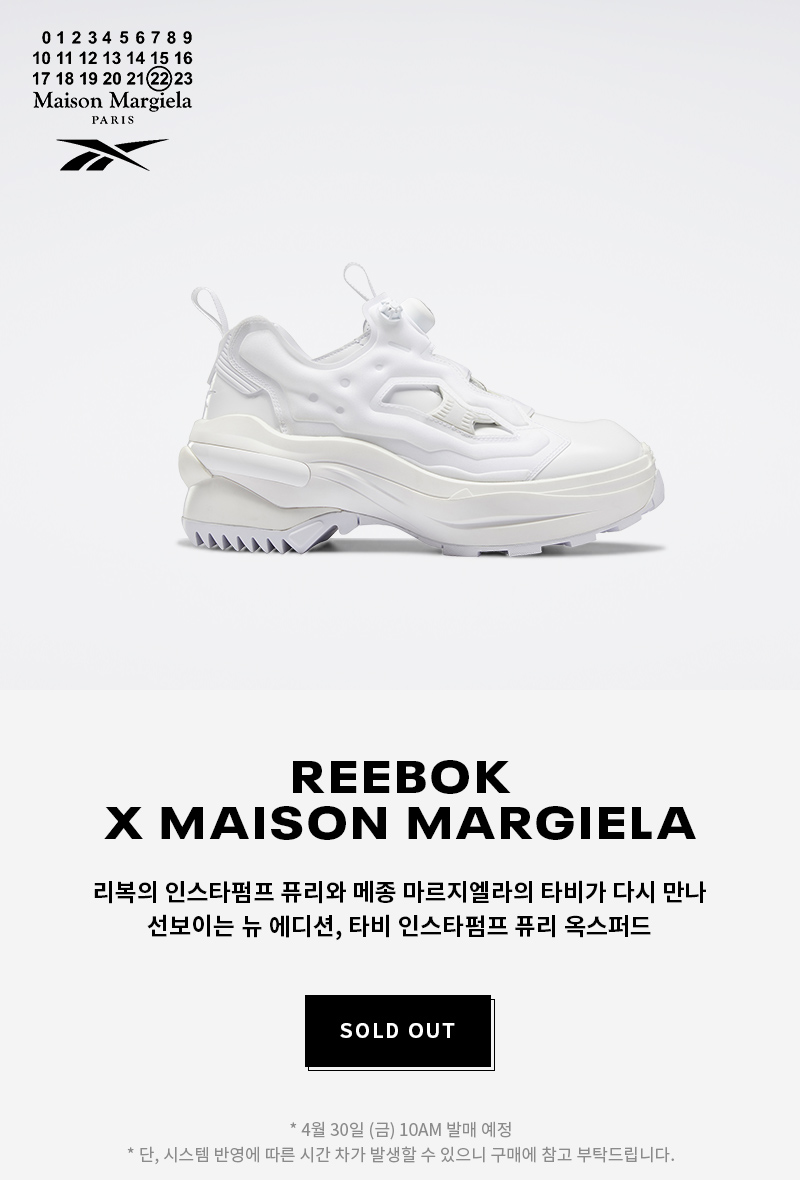 0 1 2 3 4 5 6 7 8 9
10 11 12 13 14 15 16
17 18 19 20 21 22 23
Maison Margiela
PARIS
REEBOK
X MAISON MARGIELA
리복의 인스타펌프 퓨리와 메종 마르지엘라의 타비가 다시 만나
선보이는 뉴 에디션, 타비 인스타펌프 퓨리 옥스퍼드
SOLD OUT
* 4월 30일 (금) 10AM 발매 예정
* 단, 시스템 반영에 따른 시간 차가 발생할 수 있으니 구매에 참고 부탁드립니다.